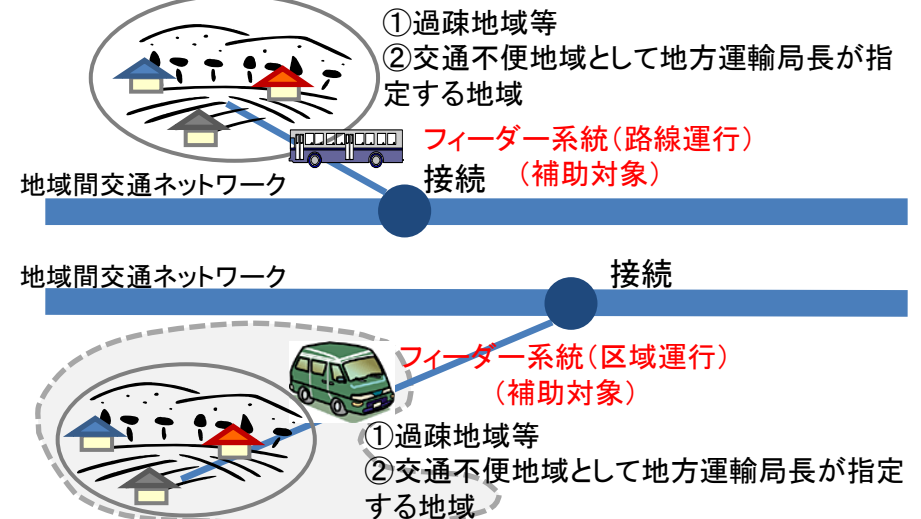 ①過疎地域等
②交通不便地域として地方運輸局長が指
定する地域
フィーダー系統(路線運行)
(補助対象)
接続
地域間交通ネットワーク
地域間交通ネットワーク
接続
フィーダー系統(区域運行)
(補助対象)
①過疎地域等
②交通不便地域として地方運輸局長が指定
する地域